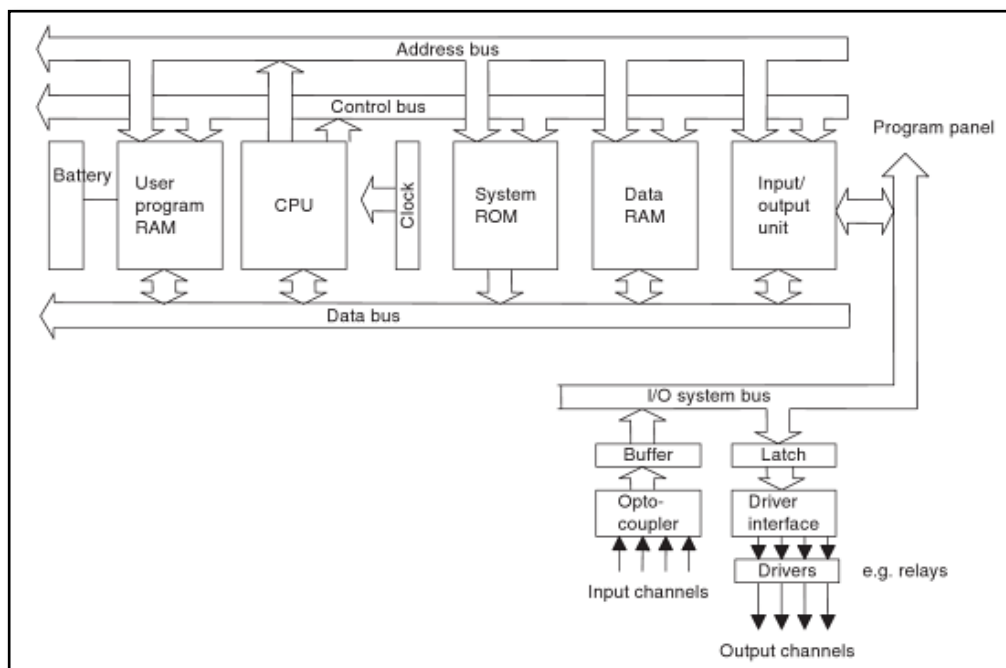 Address bus
Control bus
Program panel
Battery
User
program
RAM
CPU
Clock
System
ROM
Data
RAM
Input/
output
unit
Data bus
I/O system bus
Buffer
Latch
Opto-
coupler
Driver
interface
Input channels
Drivers
e.g. relays
Output channels